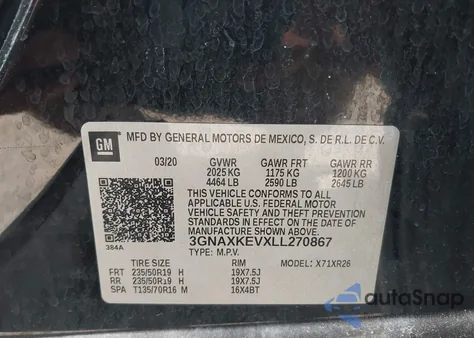 GM
MFD BY GENERAL MOTORS DE MEXICO, S. DE R.L. DE C.V.
03/20 GVWR GAWR FRT GAWR RR
2025 KG 1175 KG 1200 KG
4464 LB 2590 LB 2645 LB
THIS VEHICLE CONFORMS TO ALL
APPLICABLE U.S. FEDERAL MOTOR
VEHICLE SAFETY, BUMPER, AND THEFT
PREVENTION STANDARDS IN EFFECT ON
THE DATE OF MANUFACTURE SHOWN ABOVE.
384A 3GNAXKEVXLL270867
TYPE: M.P.V. MODEL: X71XR26
TIRE SIZE RIM
FRT 235/50R19 H 19X7.5J
RR 235/50R19 H 19X7.5J
SPA T135/70R16 M 16X4BT
autoSnap